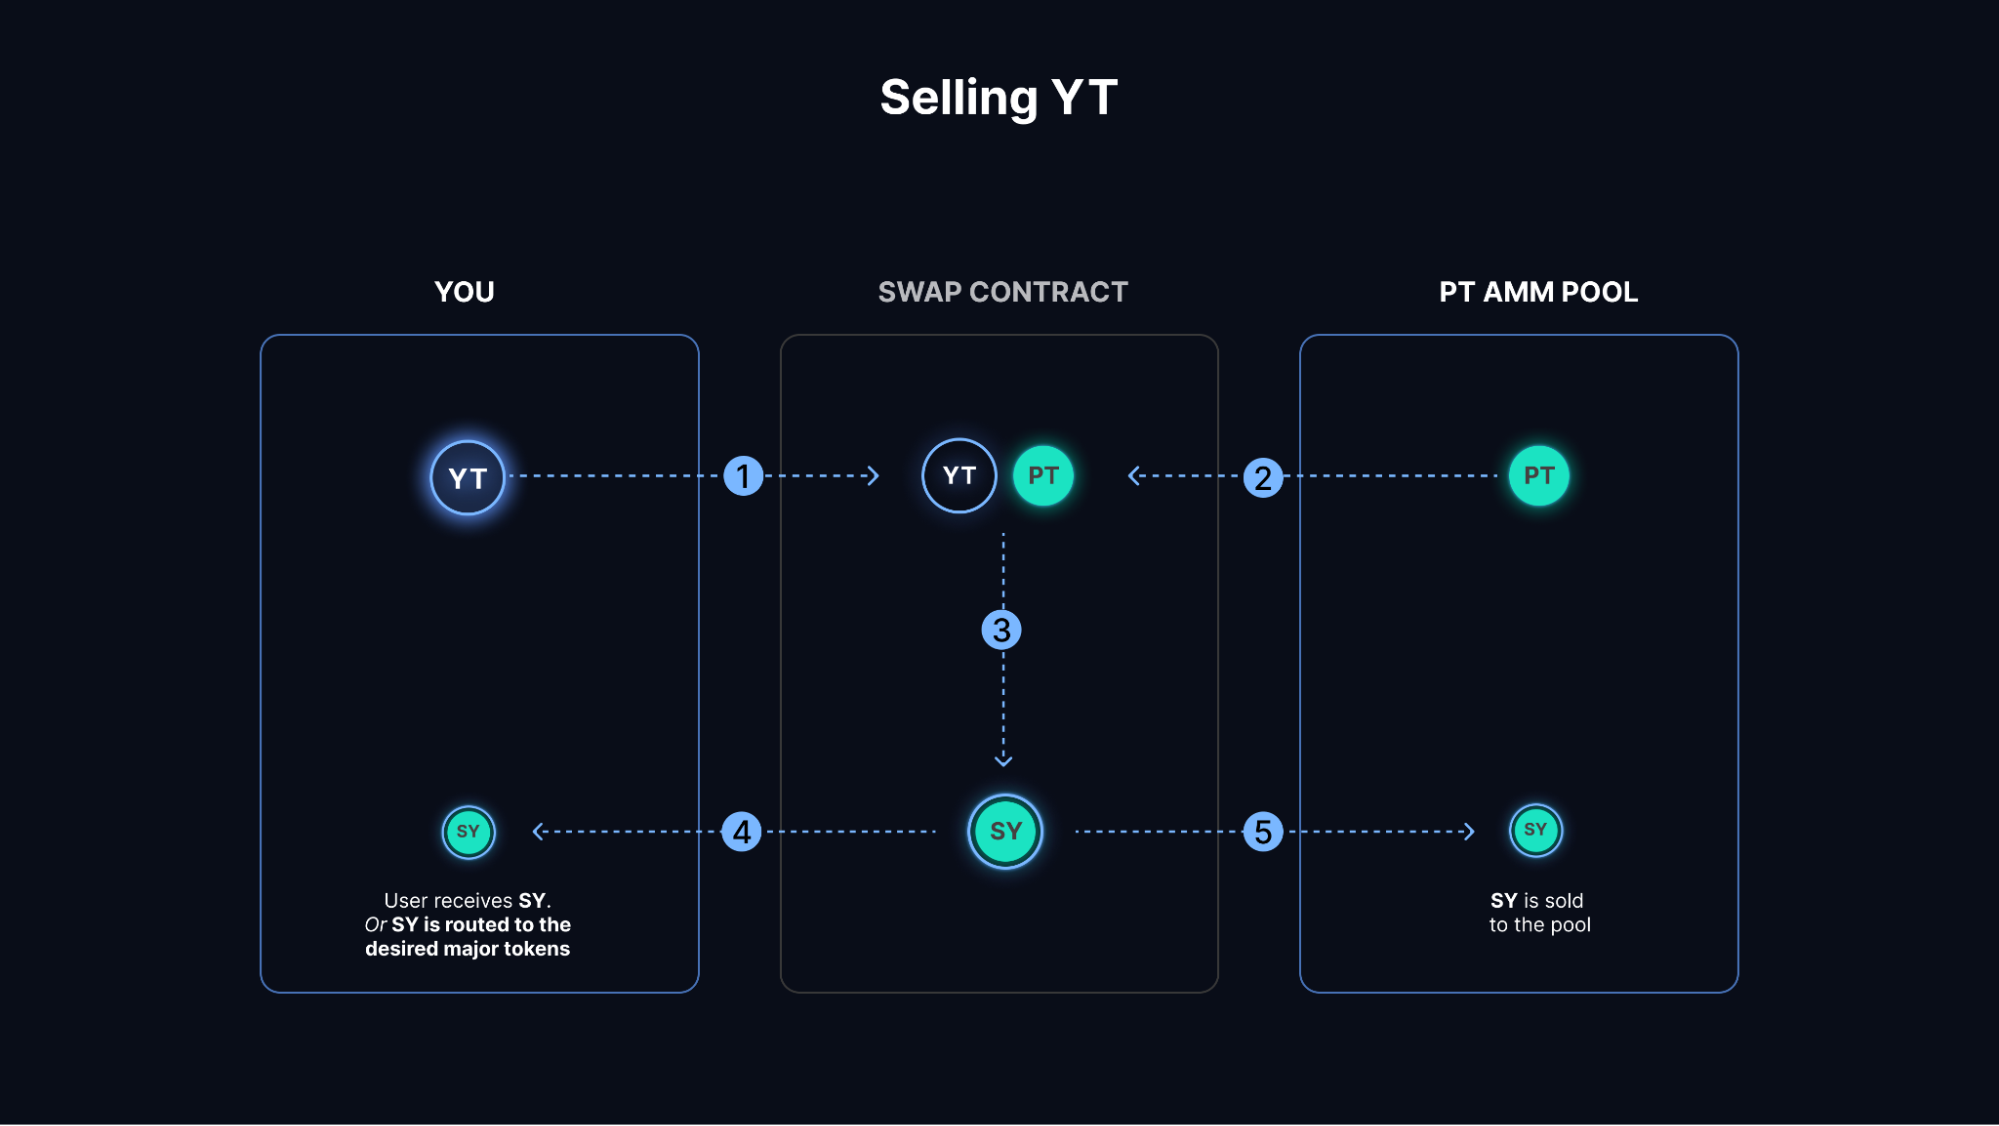 Selling YT
YOU
SWAP CONTRACT
PT AMM POOL
YT
1
YT
PT
2
PT
3
SY
4
SY
5
SY
User receives SY.
Or SY is routed to the
desired major tokens
SY is sold
to the pool